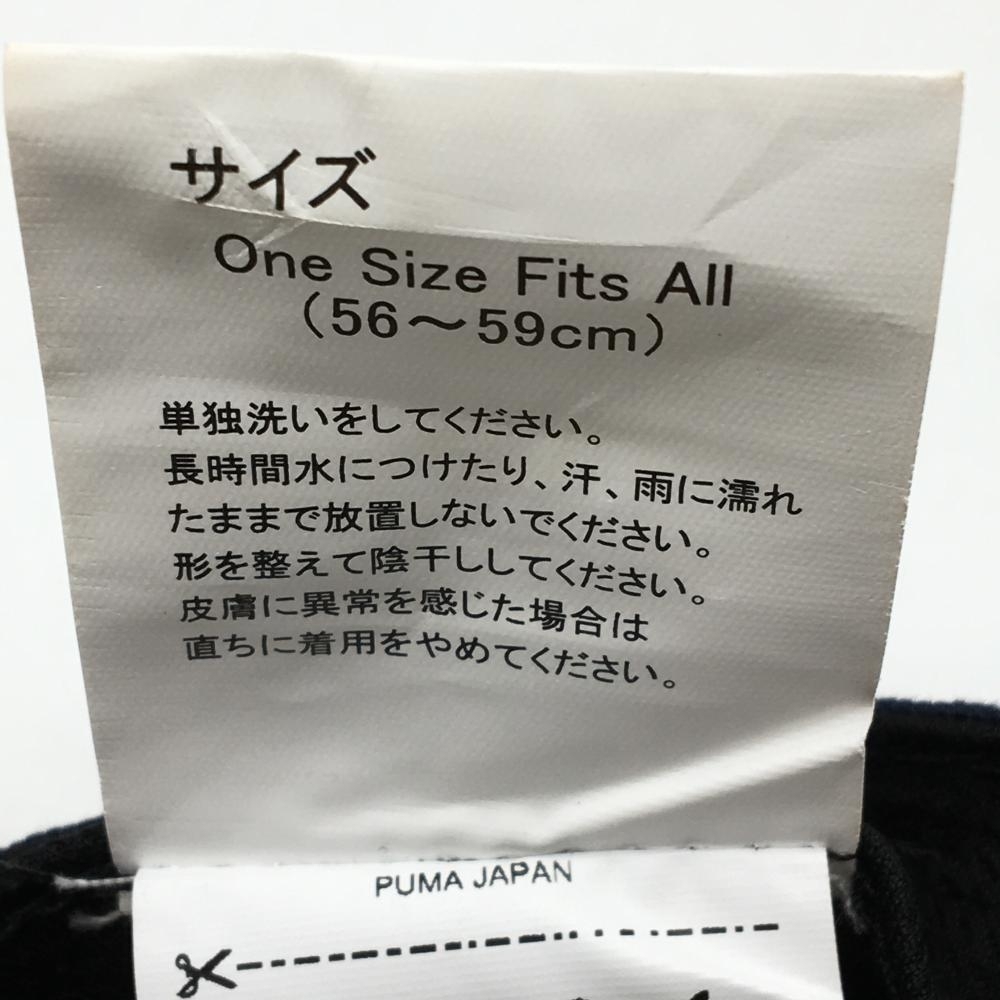 サイズ
One Size Fits All
(56～59cm)
単独洗いをしてください。
長時間水につけたり、汗、雨に濡れ
たままで放置しないでください。
形を整えて陰干ししてください。
皮膚に異常を感じた場合は
直ちに着用をやめてください。
PUMA JAPAN